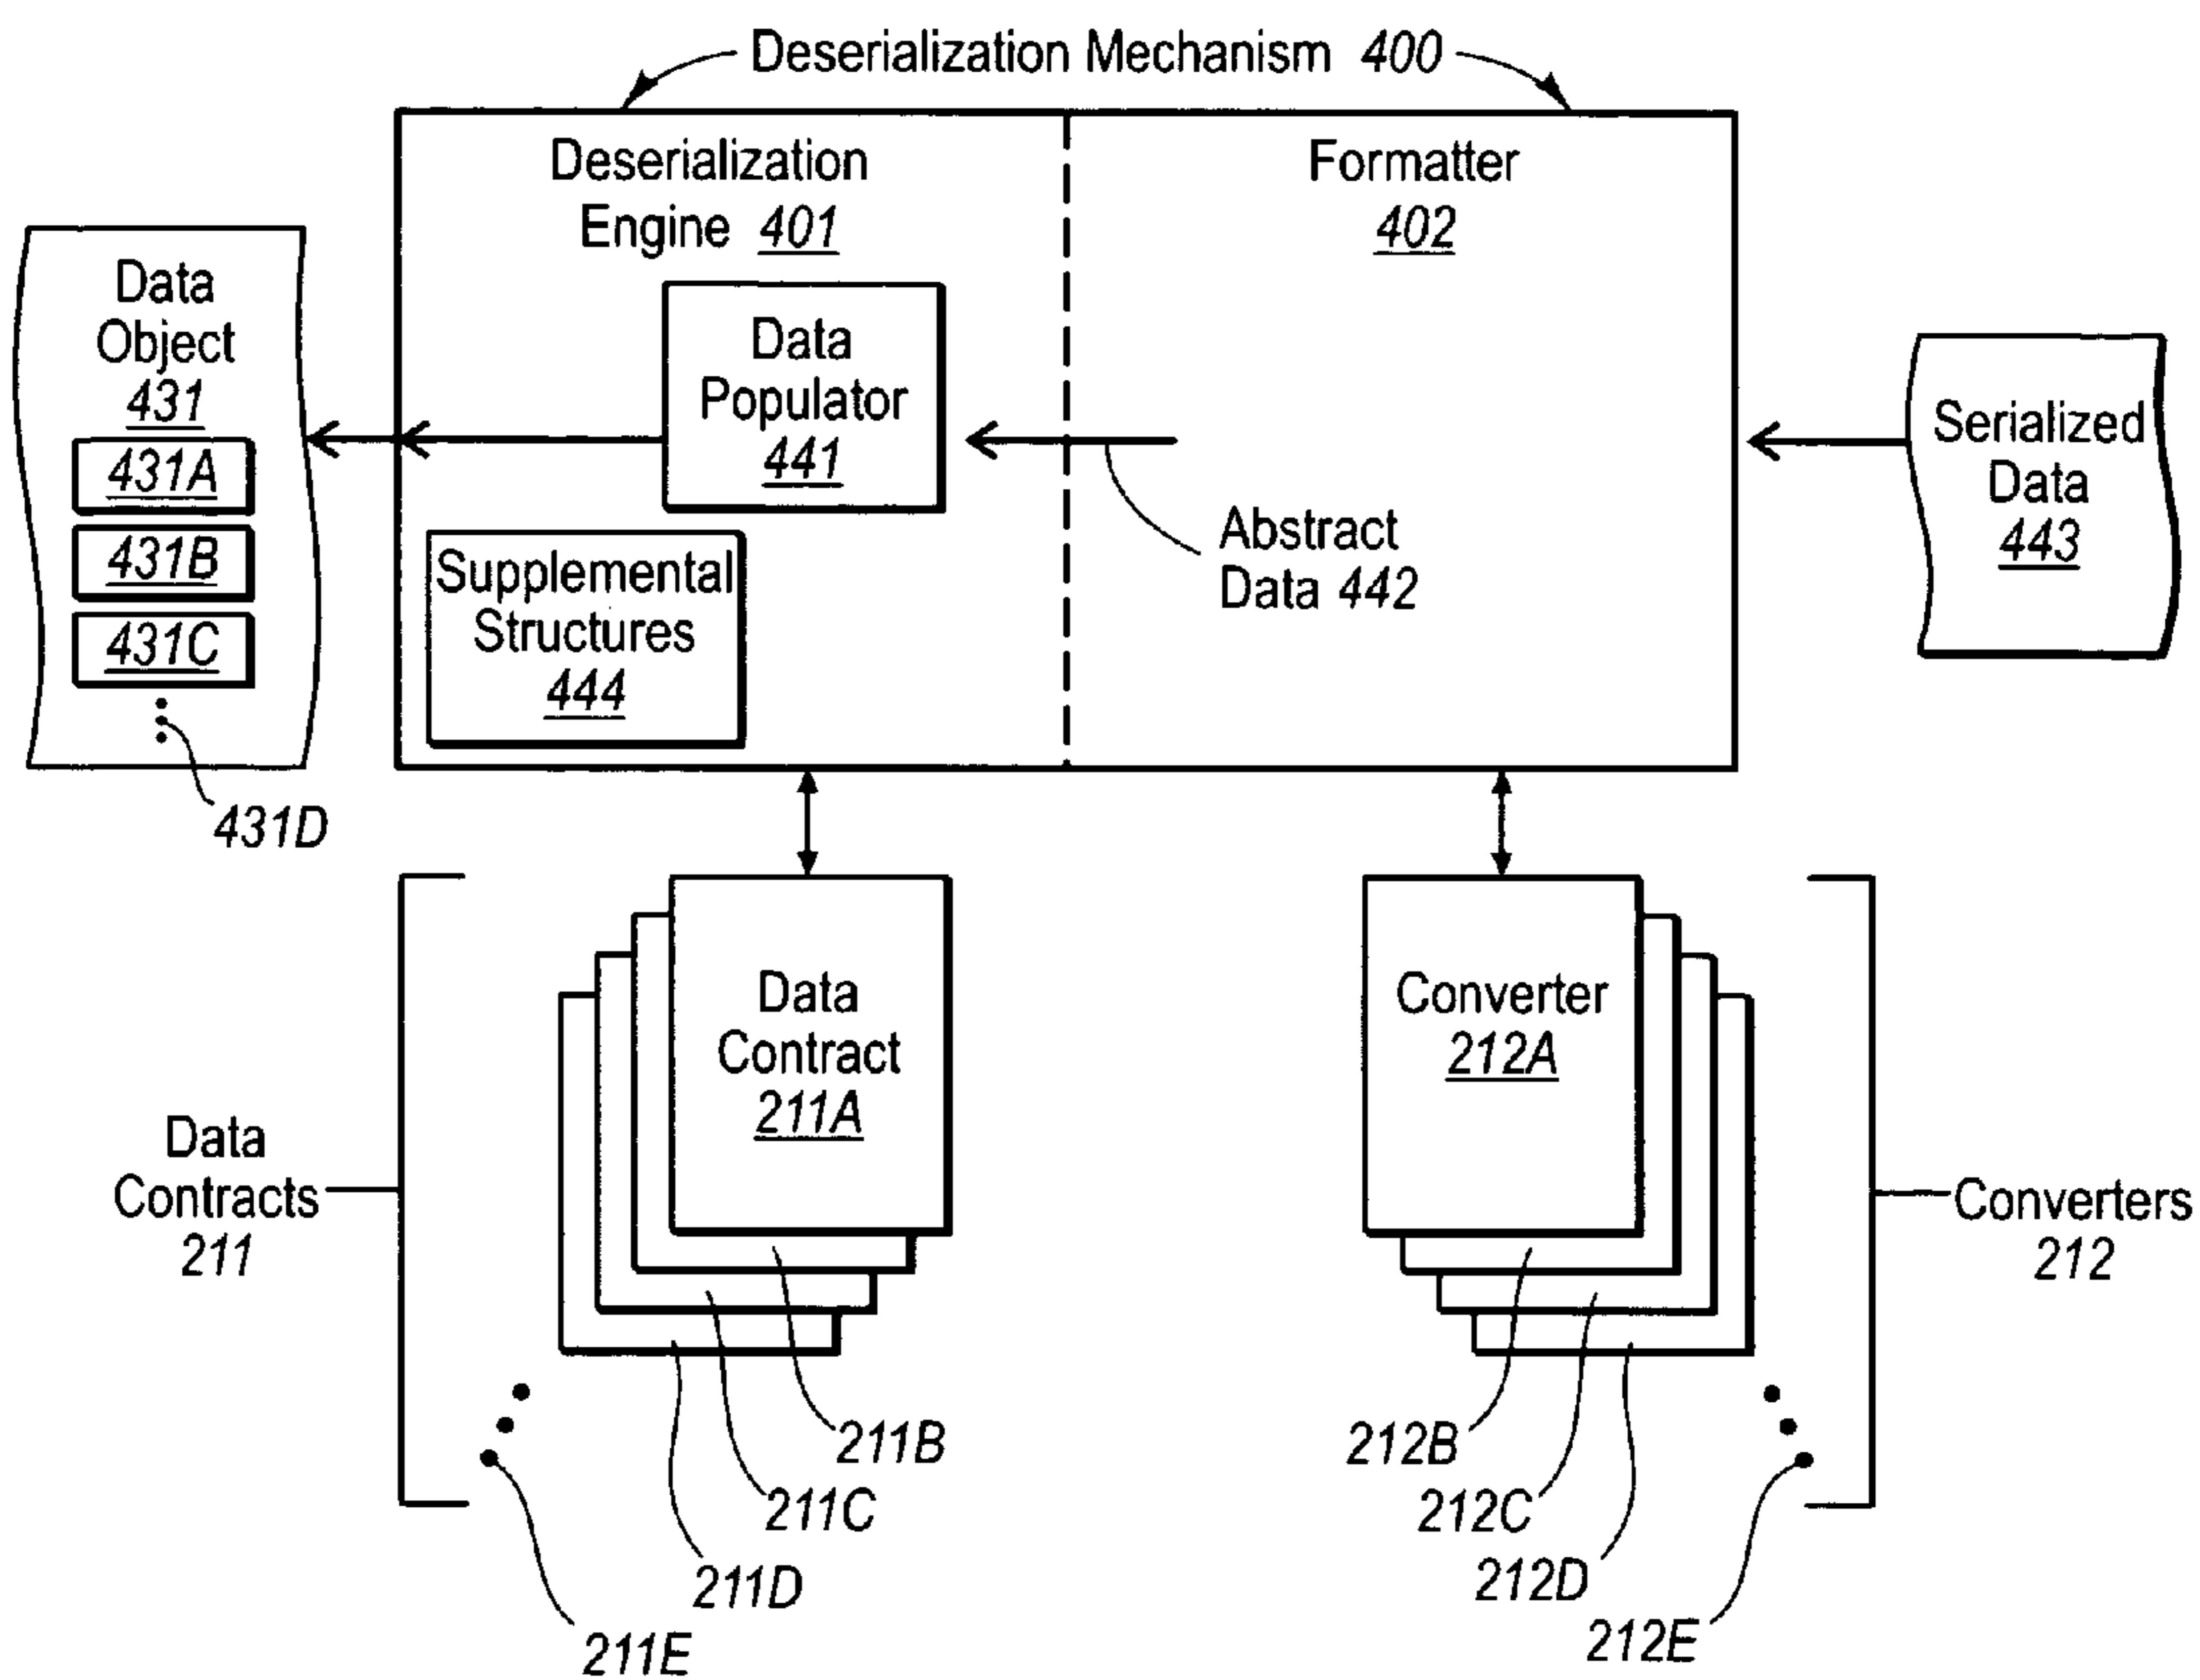 Deserialization Mechanism 400
Deserialization
Engine 401
Formatter
402
Data
Object
431
431A
431B
431C
431D
Data
Populator
441
Supplemental
Structures
444
Abstract
Data 442
Serialized
Data
443
Data
Contracts
211
Data
Contract
211A
211B
211C
211D
211E
Converter
212A
212B
212C
212D
212E
Converters
212